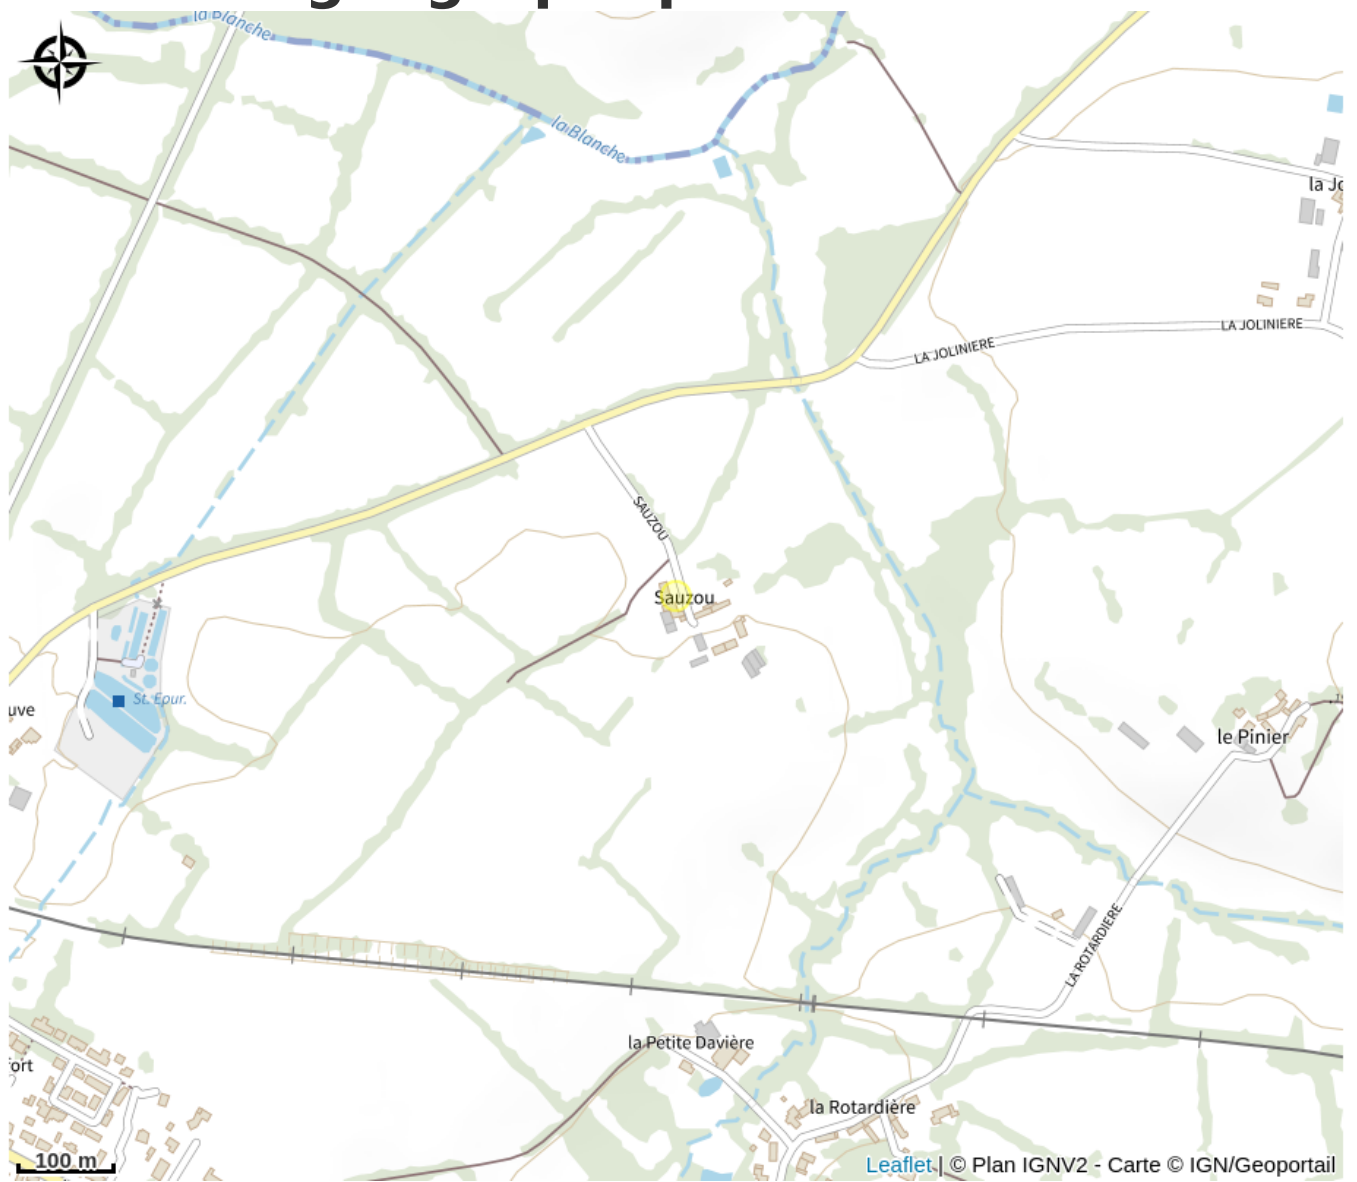 la Blanche
la Blanche
la Jo
LA JOLINIERE
LA JOLINIERE
SAUZOU
Sauzou
St. Epur.
uve
le Pinier
LA ROTARDIERE
la Petite Davière
ort
la Rotardière
100 m
Leaflet | © Plan IGNV2 - Carte © IGN/Geoportail